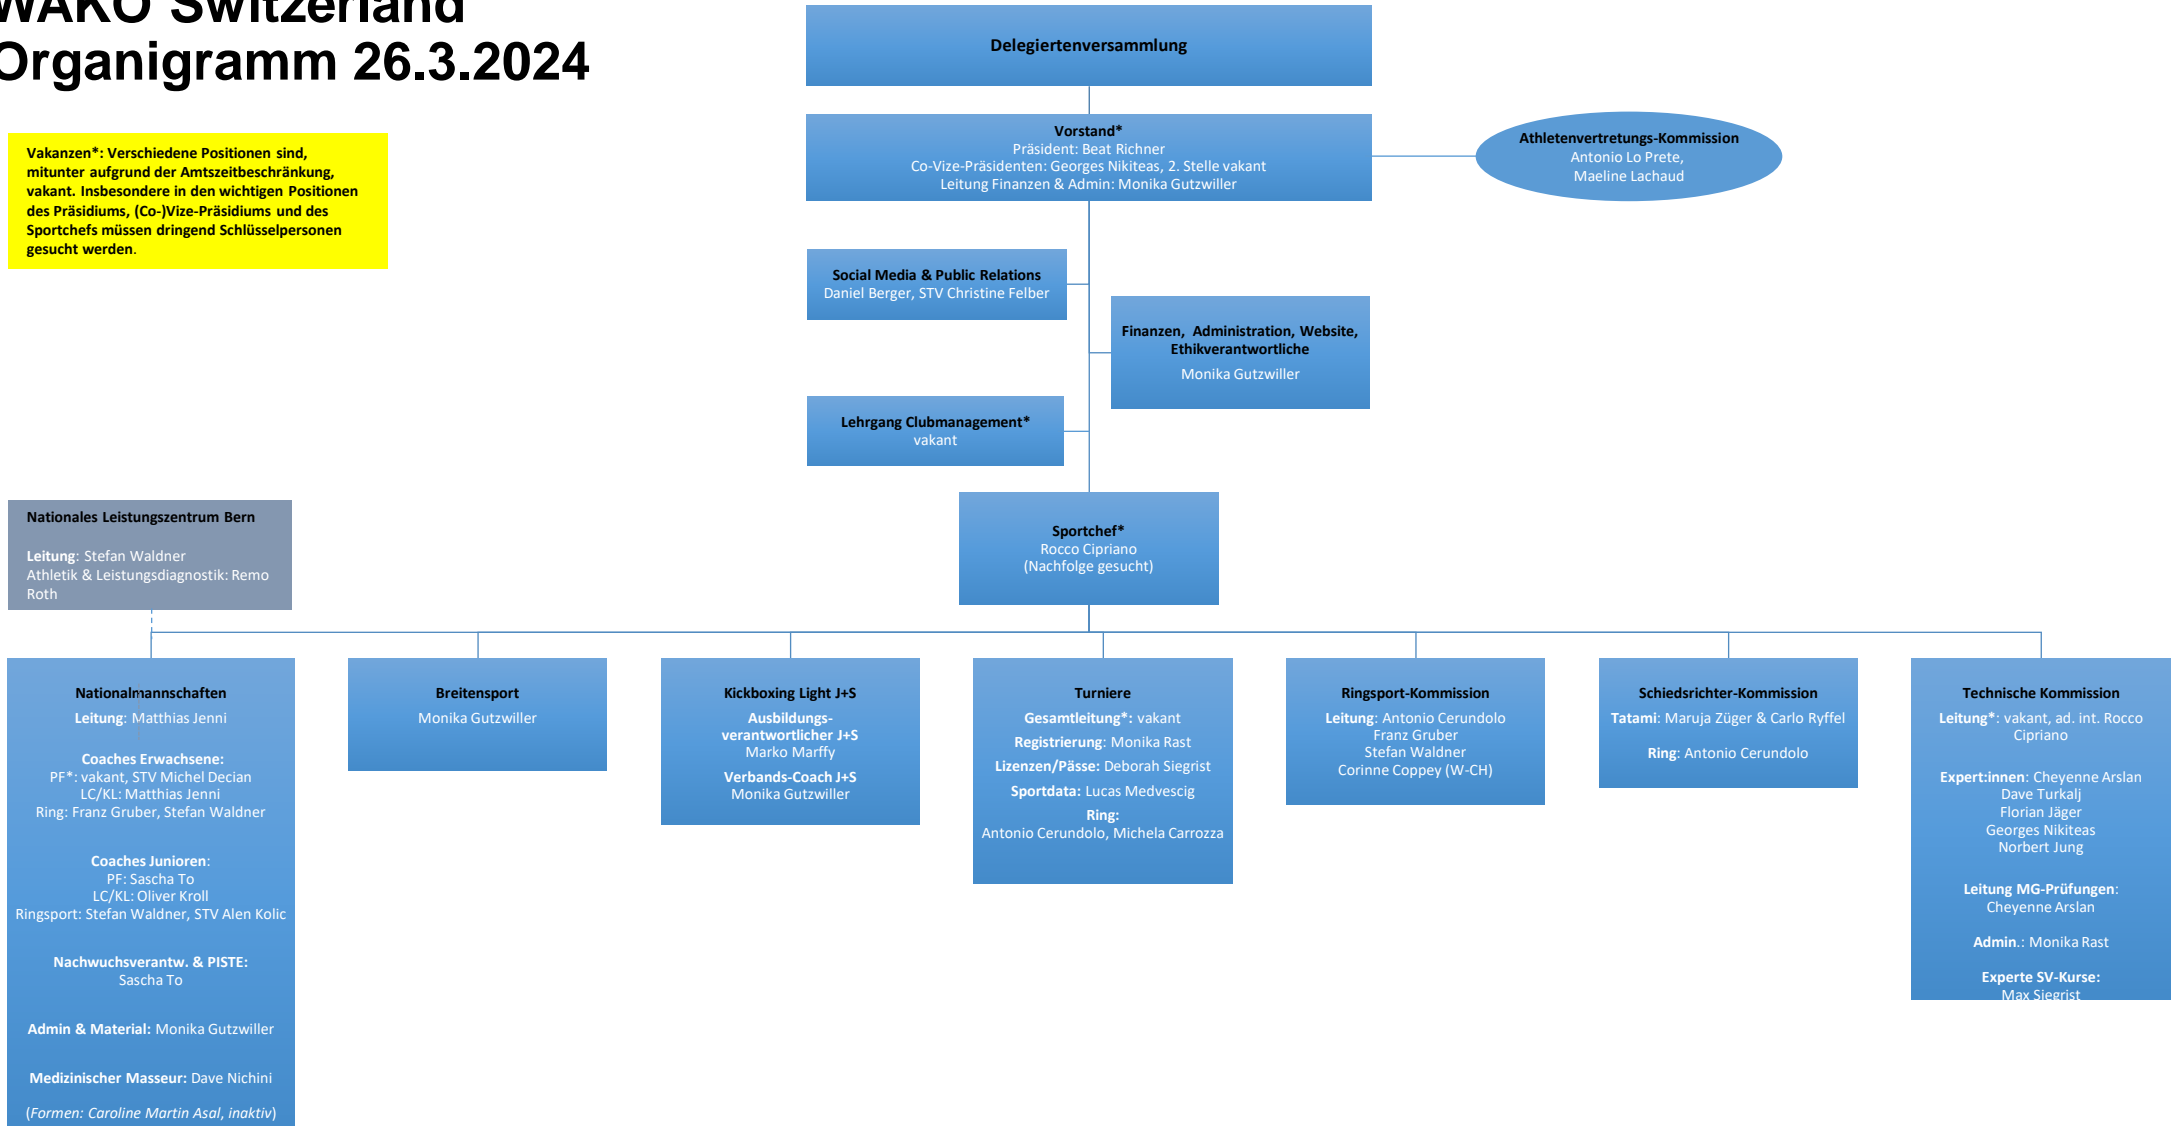 WAKO Switzerland
Organigramm 26.3.2024
Delegiertenversammlung
Vorstand*
Präsident: Beat Richner
Co-Vize-Präsidenten: Georges Nikiteas, 2. Stelle vakant
Leitung Finanzen & Admin: Monika Gutzwiller
Athletenvertretungs-Kommission
Antonio Lo Prete,
Maeline Lachaud
Vakanzen*: Verschiedene Positionen sind,
mitunter aufgrund der Amtszeitbeschränkung,
vakant. Insbesondere in den wichtigen Positionen
des Präsidiums, (Co-)Vize-Präsidiums und des
Sportchefs müssen dringend Schlüsselpersonen
gesucht werden.
Social Media & Public Relations
Daniel Berger, STV Christine Felber
Finanzen, Administration, Website,
Ethikverantwortliche
Monika Gutzwiller
Lehrgang Clubmanagement*
vakant
Nationales Leistungszentrum Bern
Leitung: Stefan Waldner
Athletik & Leistungsdiagnostik: Remo
Roth
Sportchef*
Rocco Cipriano
(Nachfolge gesucht)
Nationalmannschaften
Leitung: Matthias Jenni
Coaches Erwachsene:
PF*: vakant, STV Michel Decian
LC/KL: Matthias Jenni
Ring: Franz Gruber, Stefan Waldner
Coaches Junioren:
PF: Sascha To
LC/KL: Oliver Kroll
Ringsport: Stefan Waldner, STV Alen Kolic
Nachwuchsverantw. & PISTE:
Sascha To
Admin & Material: Monika Gutzwiller
Medizinischer Masseur: Dave Nichini
(Formen: Caroline Martin Asal, inaktiv)
Breitensport
Monika Gutzwiller
Kickboxing Light J+S
Ausbildungs-
verantwortlicher J+S
Marko Marffy
Verbands-Coach J+S
Monika Gutzwiller
Turniere
Gesamtleitung*: vakant
Registrierung: Monika Rast
Lizenzen/Pässe: Deborah Siegrist
Sportdata: Lucas Medvescig
Ring:
Antonio Cerundolo, Michela Carrozza
Ringsport-Kommission
Leitung: Antonio Cerundolo
Franz Gruber
Stefan Waldner
Corinne Coppey (W-CH)
Schiedsrichter-Kommission
Tatami: Maruja Züger & Carlo Ryffel
Ring: Antonio Cerundolo
Technische Kommission
Leitung*: vakant, ad. int. Rocco
Cipriano
Expert:innen: Cheyenne Arslan
Dave Turkalj
Florian Jäger
Georges Nikiteas
Norbert Jung
Leitung MG-Prüfungen:
Cheyenne Arslan
Admin.: Monika Rast
Experte SV-Kurse:
Max Siegrist